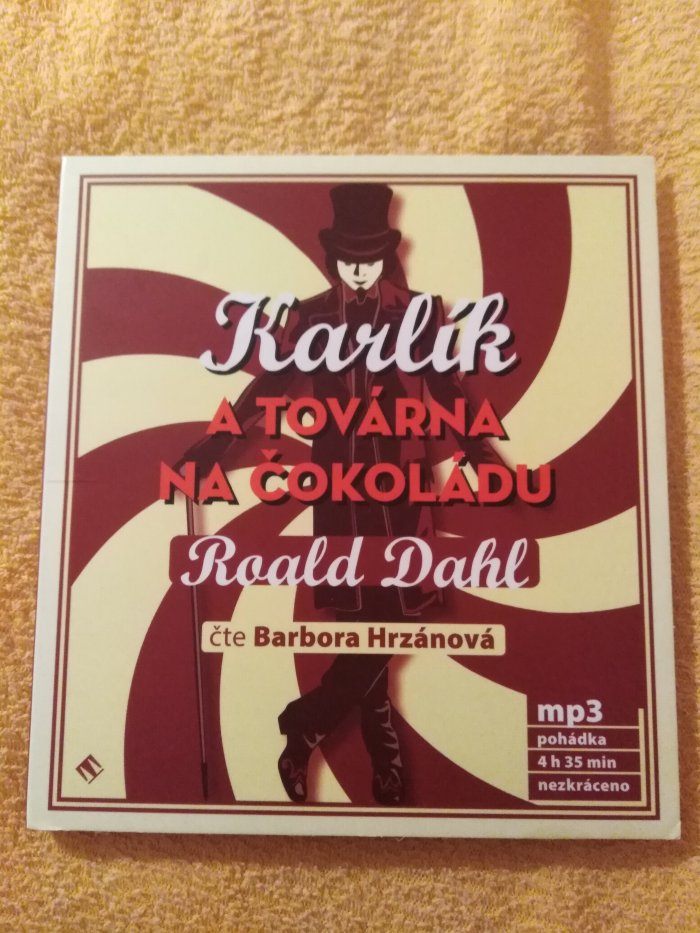 Karlík
A TOVÁRNA
NA ČOKOLÁDU
Roald Dahl
čte Barbora Hrzánová
mp3
pohádka
4 h 35 min
nezkráceno